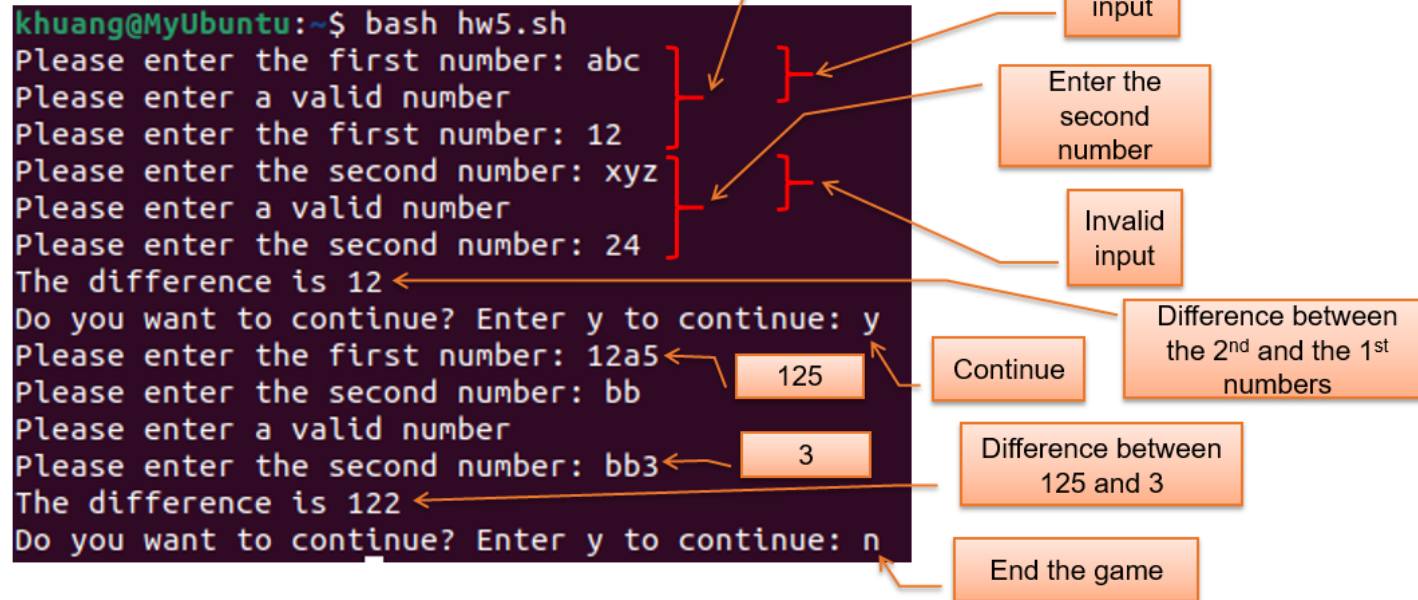 khuang@MyUbuntu:~$ bash hw5.sh
Please enter the first number: abc
Please enter a valid number
Please enter the first number: 12
Please enter the second number: xyz
Please enter a valid number
Please enter the second number: 24
The difference is 12
Do you want to continue? Enter y to continue: y
Please enter the first number: 12a5
Please enter the second number: bb
Please enter a valid number
Please enter the second number: bb3
The difference is 122
Do you want to continue? Enter y to continue: n
input
Enter the
second
number
Invalid
input
Difference between
the 2nd and the 1st
numbers
125
Continue
3
Difference between
125 and 3
End the game